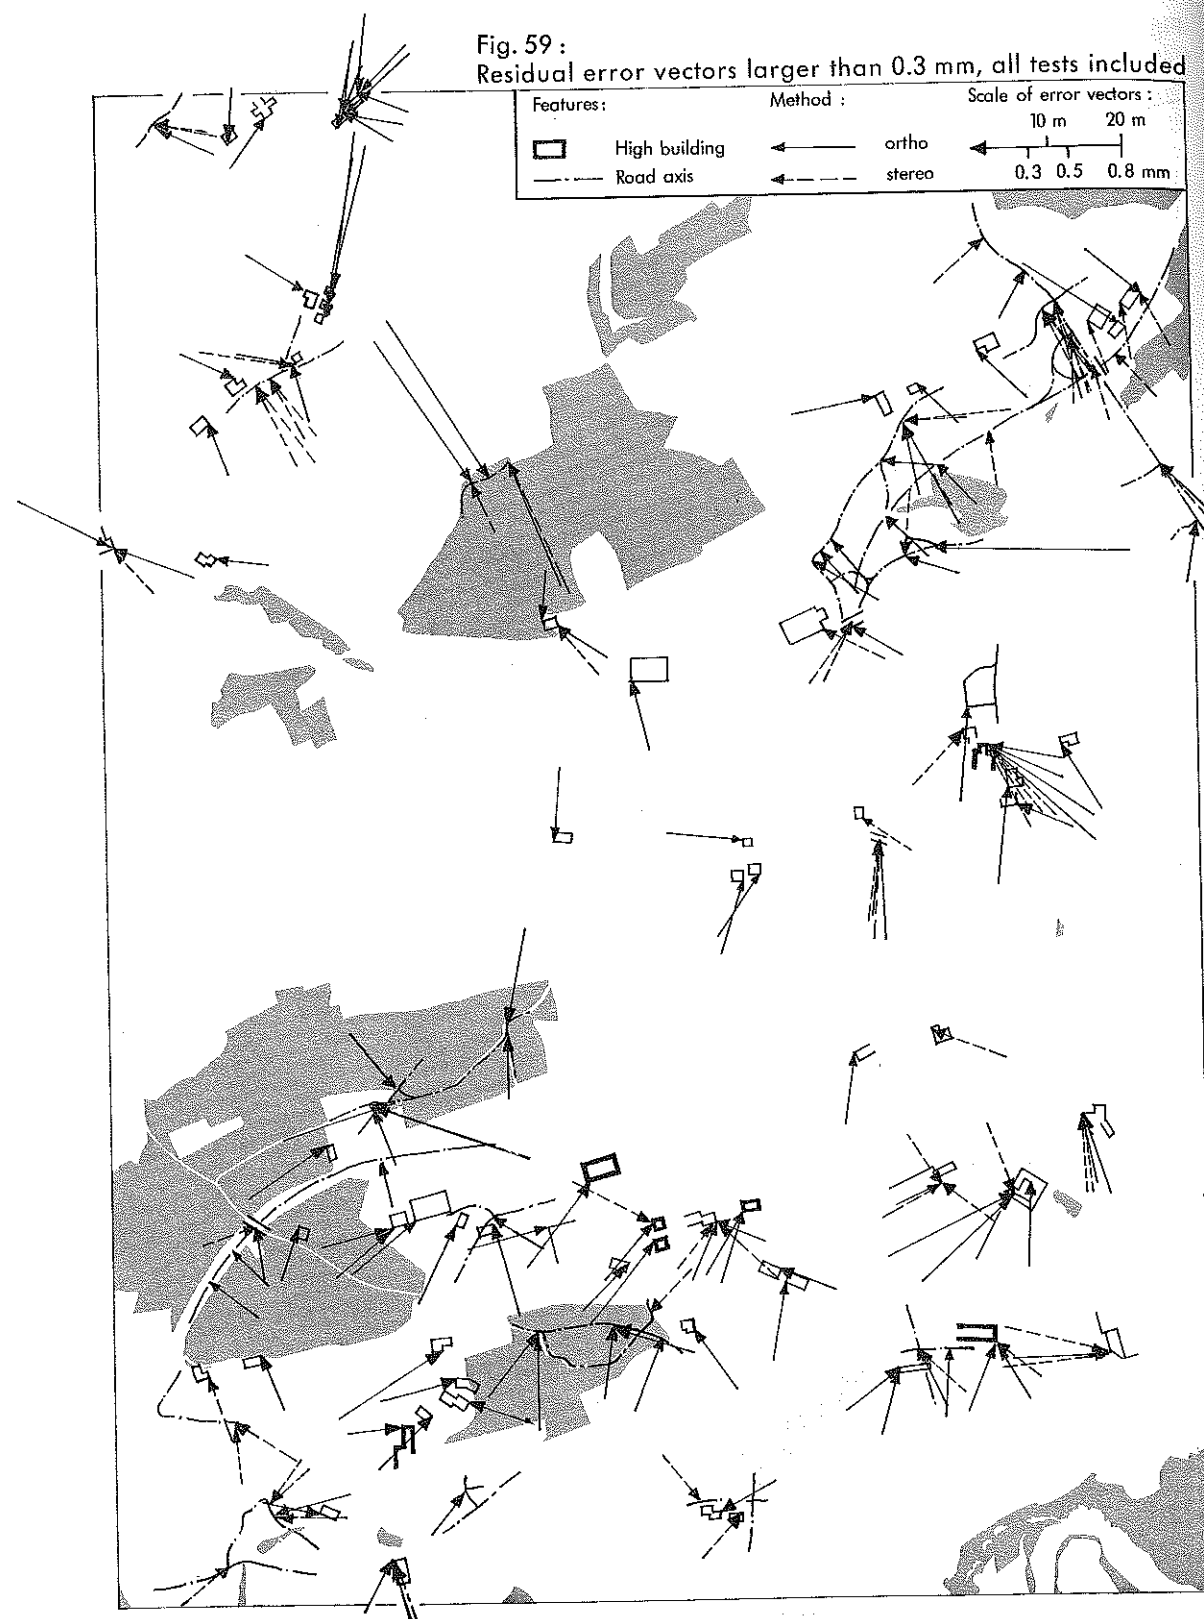 Fig. 59 :
Residual error vectors larger than 0.3 mm, all tests included
Features: Method : Scale of error vectors :
10 m 20 m
High building ortho
Road axis stereo
0.3 0.5 0.8 mm